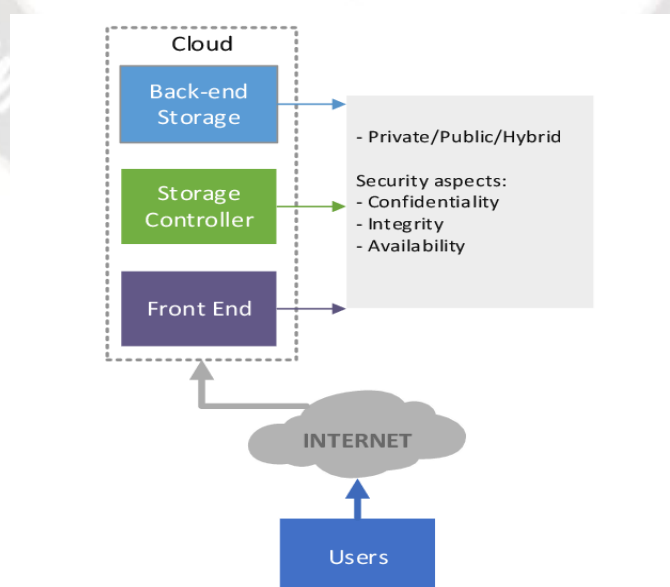 Cloud
Back-end
Storage
- Private/Public/Hybrid
Security aspects:
- Confidentiality
- Integrity
- Availability
Storage
Controller
Front End
INTERNET
Users